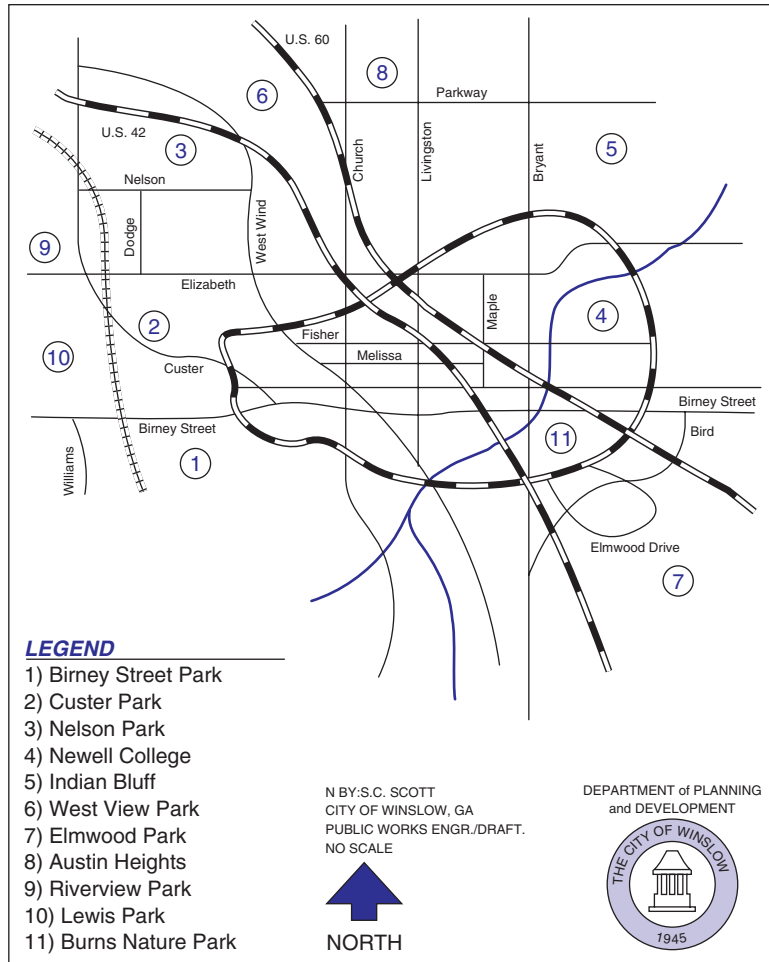 U.S. 60
8
6
Parkway
U.S. 42
3
Church
Livingston
Bryant
5
Nelson
Dodge
West Wind
9
Elizabeth
Maple
4
2
Fisher
10
Melissa
Custer
Birney Street
Birney Street
Bird
11
Williams
1
Elmwood Drive
7
LEGEND
1) Birney Street Park
2) Custer Park
3) Nelson Park
4) Newell College
5) Indian Bluff
6) West View Park
7) Elmwood Park
8) Austin Heights
9) Riverview Park
10) Lewis Park
11) Burns Nature Park
N BY:S.C. SCOTT
CITY OF WINSLOW, GA
PUBLIC WORKS ENGR./DRAFT.
NO SCALE
NORTH
DEPARTMENT of PLANNING
and DEVELOPMENT
THE CITY OF WINSLOW
1945